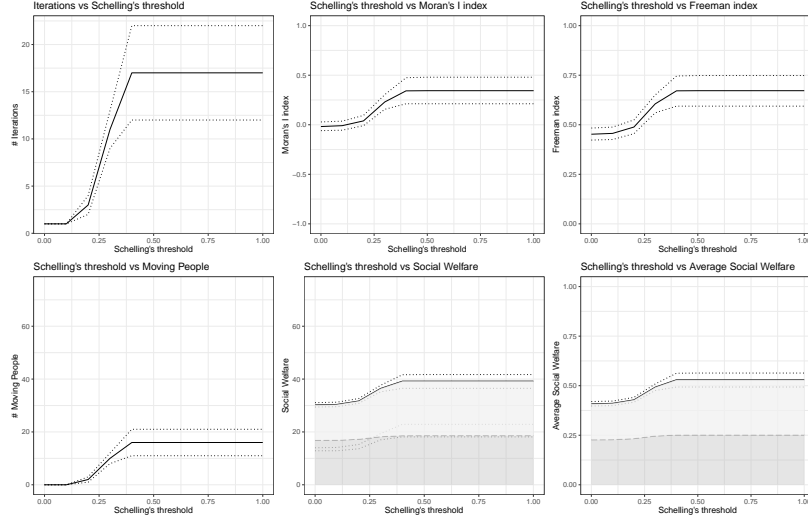 Iterations vs Schelling's threshold
# Iterations
20
15
10
5
0
0.00 0.25 0.50 0.75 1.00
Schelling's threshold
Schelling's threshold vs Moran's I index
Moran's I index
1.0
0.5
0.0
−0.5
−1.0
0.00 0.25 0.50 0.75 1.00
Schelling's threshold
Schelling's threshold vs Freeman index
Freeman index
1.00
0.75
0.50
0.25
0.00
0.00 0.25 0.50 0.75 1.00
Schelling's threshold
Schelling's threshold vs Moving People
# Moving People
60
40
20
0
0.00 0.25 0.50 0.75 1.00
Schelling's threshold
Schelling's threshold vs Social Welfare
Social Welfare
60
40
20
0
0.00 0.25 0.50 0.75 1.00
Schelling's threshold
Schelling's threshold vs Average Social Welfare
Average Social Welfare
1.00
0.75
0.50
0.25
0.00
0.00 0.25 0.50 0.75 1.00
Schelling's threshold